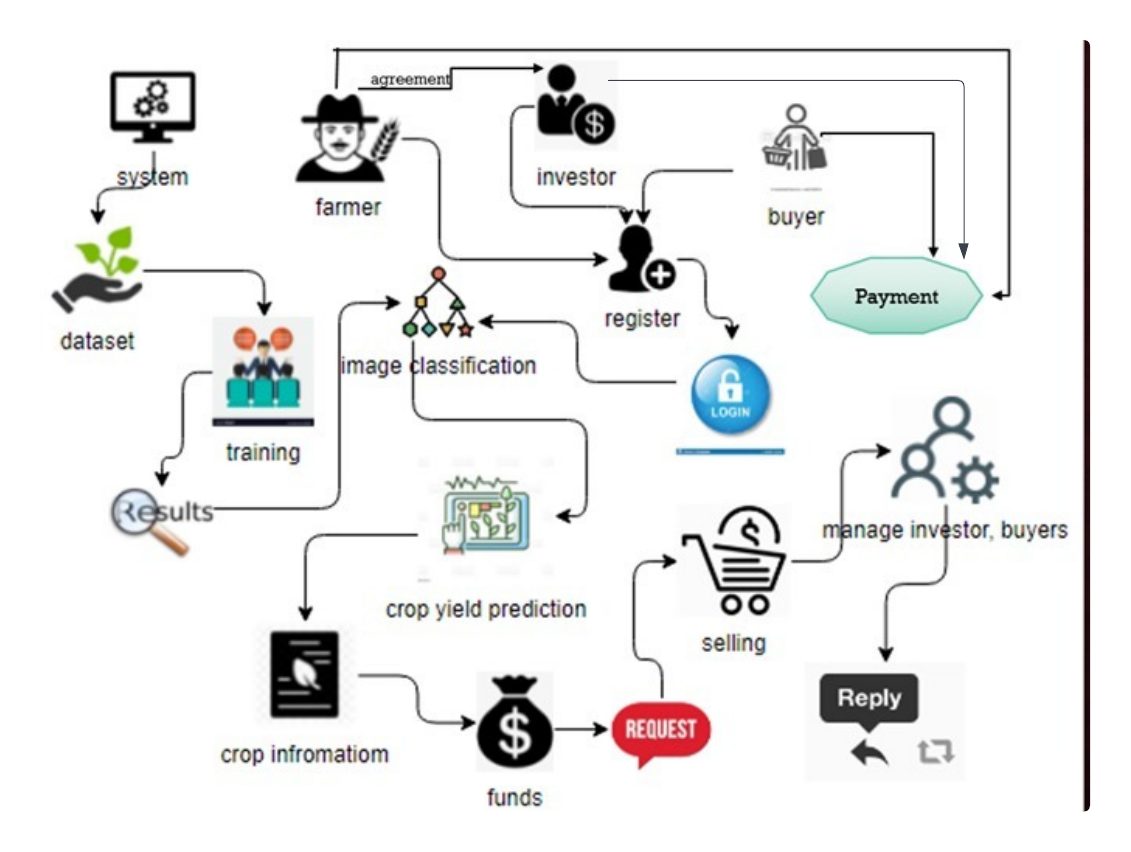 agreement
system
farmer
investor
buyer
Payment
dataset
register
image classification
LOGIN
training
Results
manage investor, buyers
crop yield prediction
selling
crop infromatiom
funds
REQUEST
Reply